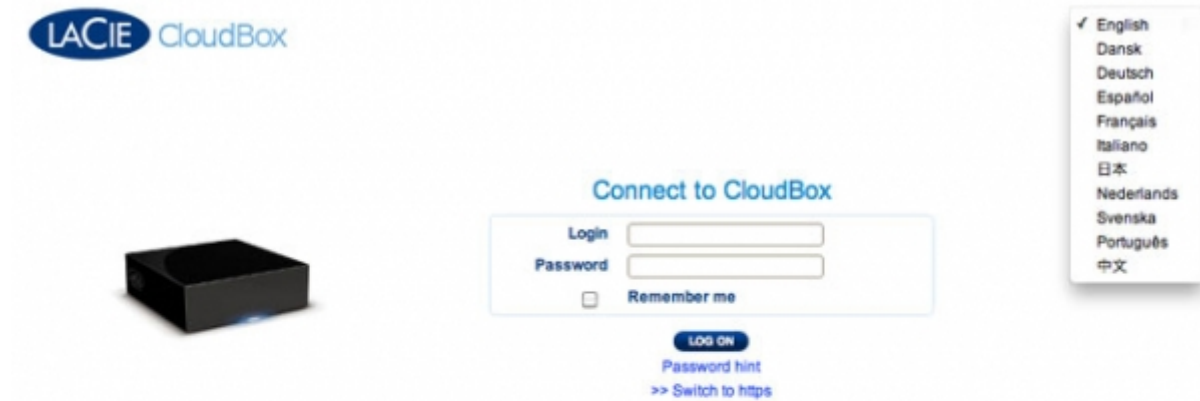 LACIE CloudBox
✓ English
Dansk
Deutsch
Español
Français
Italiano
日本
Nederlands
Svenska
Português
中文
Connect to CloudBox
Login
Password
Remember me
LOG ON
Password hint
>> Switch to https